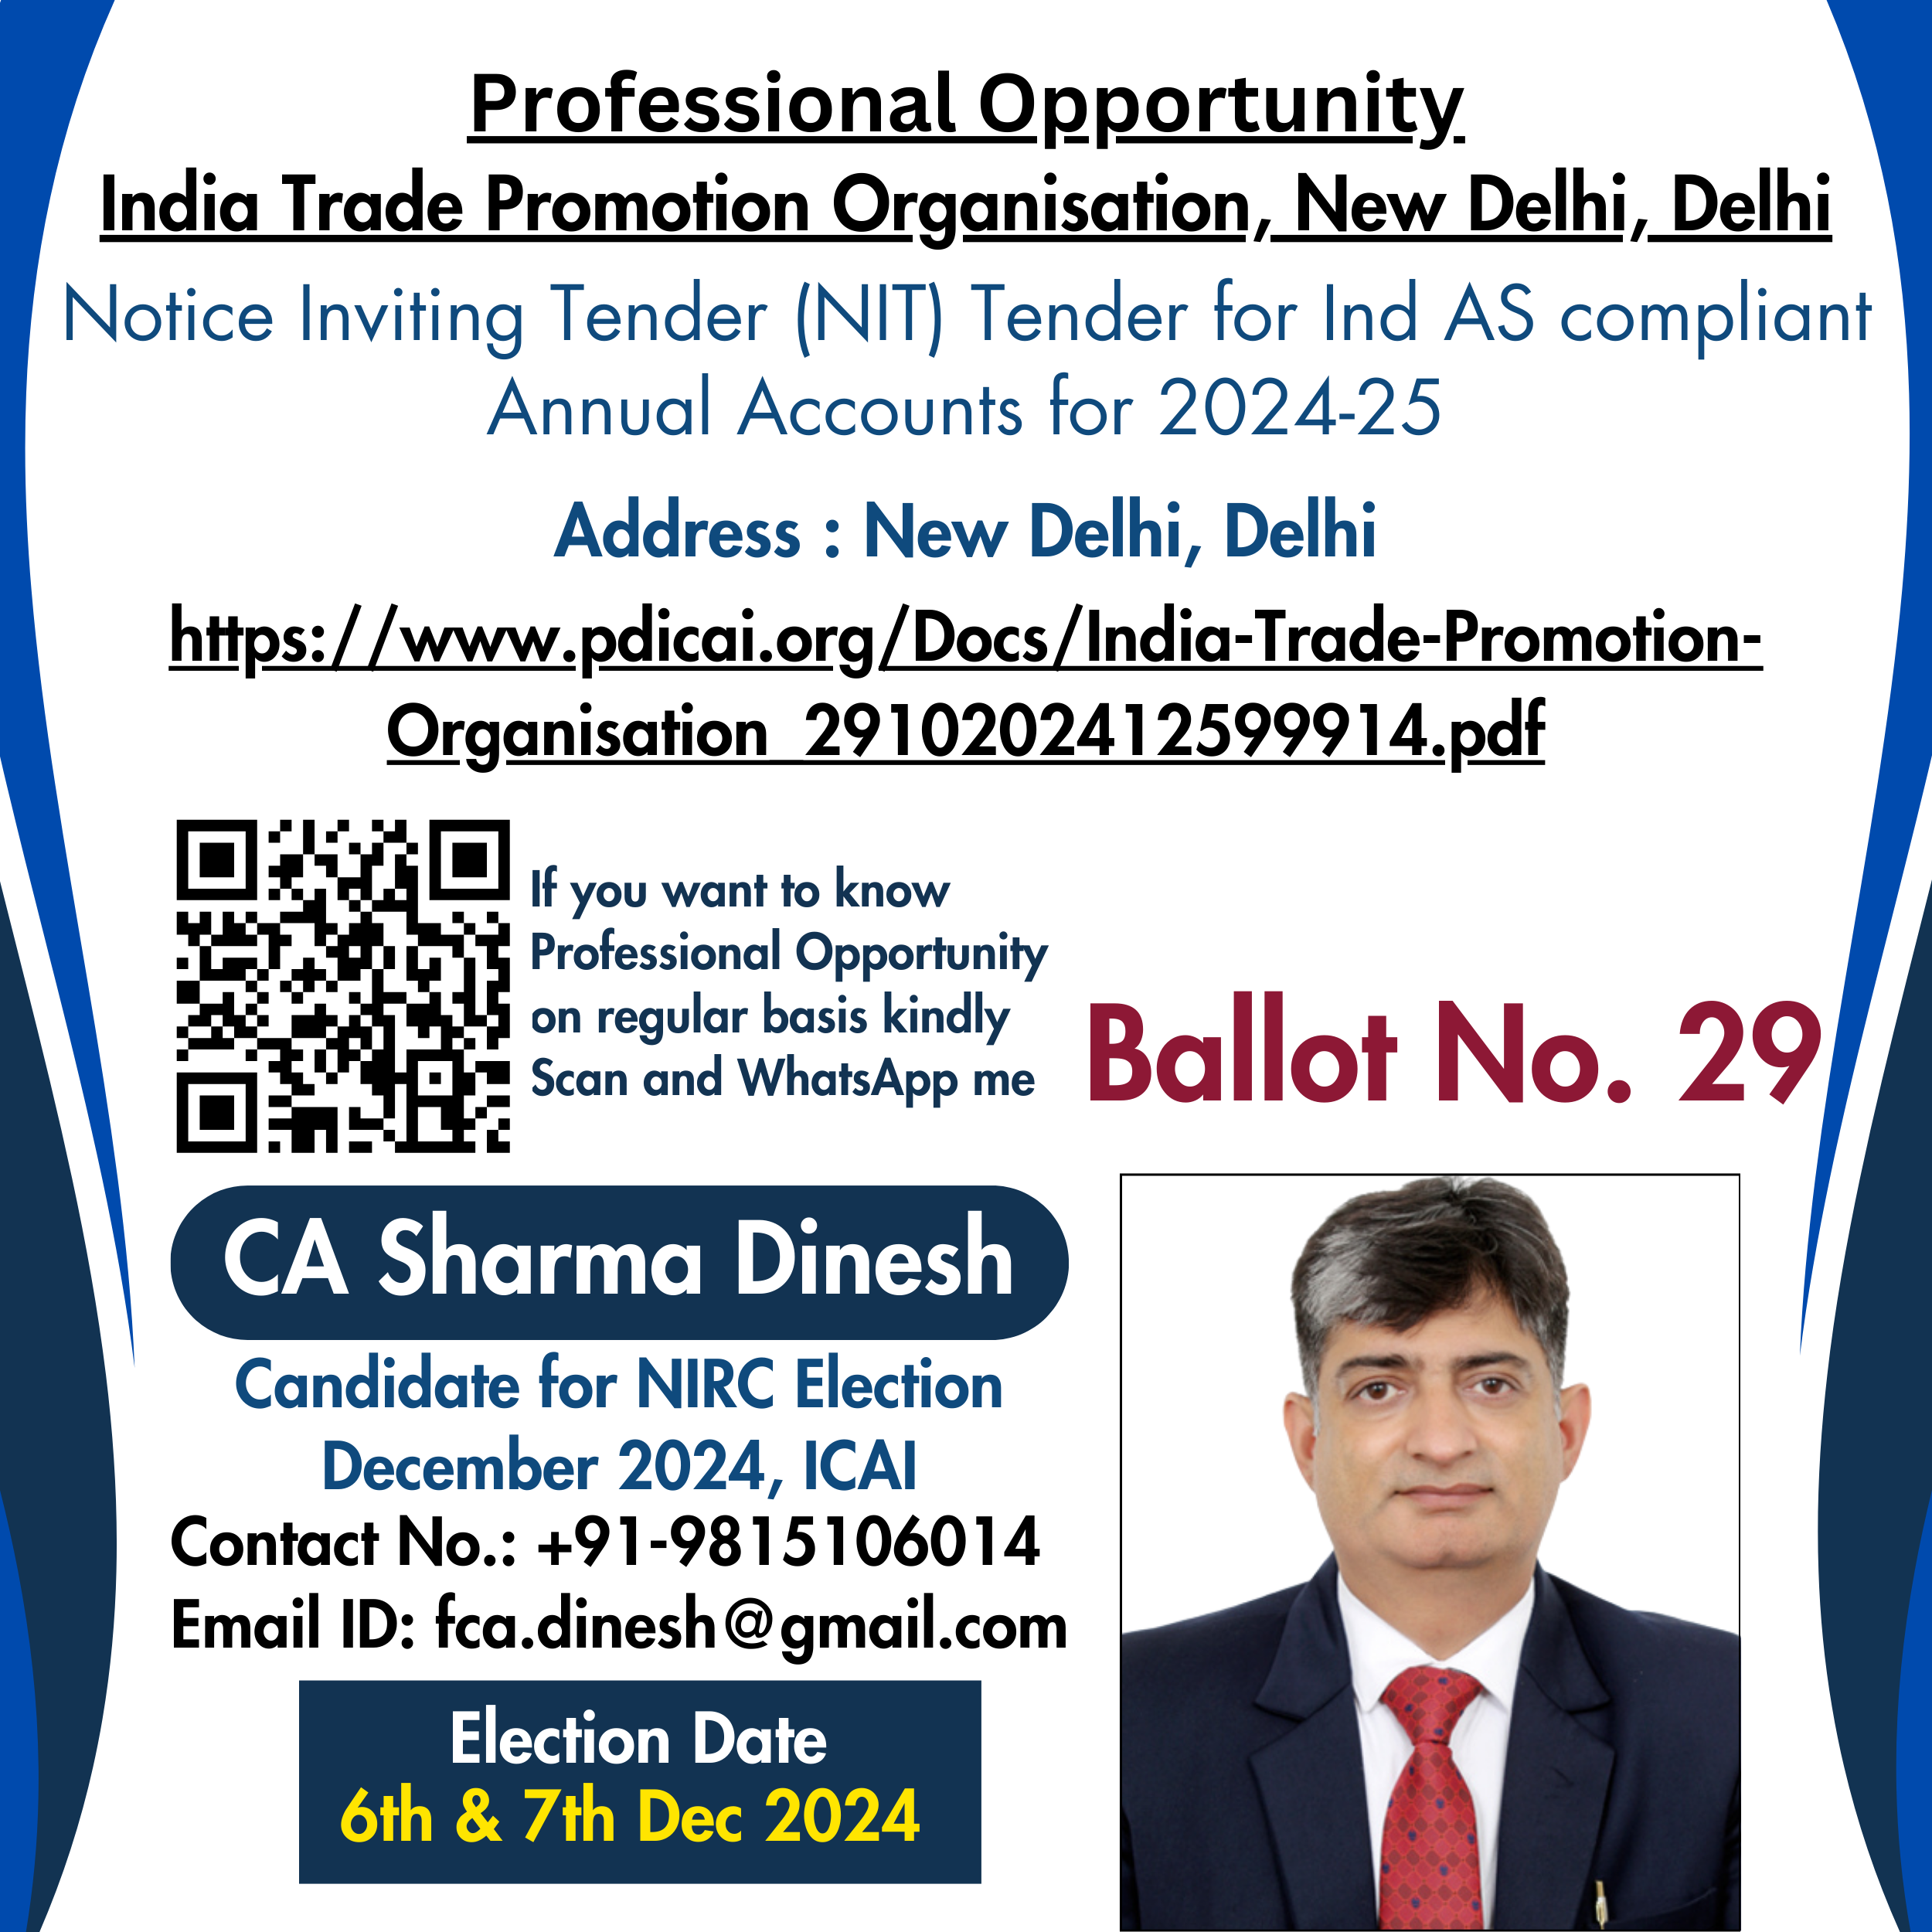 Professional Opportunity
India Trade Promotion Organisation, New Delhi, Delhi
Notice Inviting Tender (NIT) Tender for Ind AS compliant
Annual Accounts for 2024-25
Address : New Delhi, Delhi
https://www.pdicai.org/Docs/India-Trade-Promotion-
Organisation_2910202412599914.pdf
If you want to know
Professional Opportunity
on regular basis kindly
Scan and WhatsApp me
Ballot No. 29
CA Sharma Dinesh
Candidate for NIRC Election
December 2024, ICAI
Contact No.: +91-9815106014
Email ID: fca.dinesh@gmail.com
Election Date
6th & 7th Dec 2024